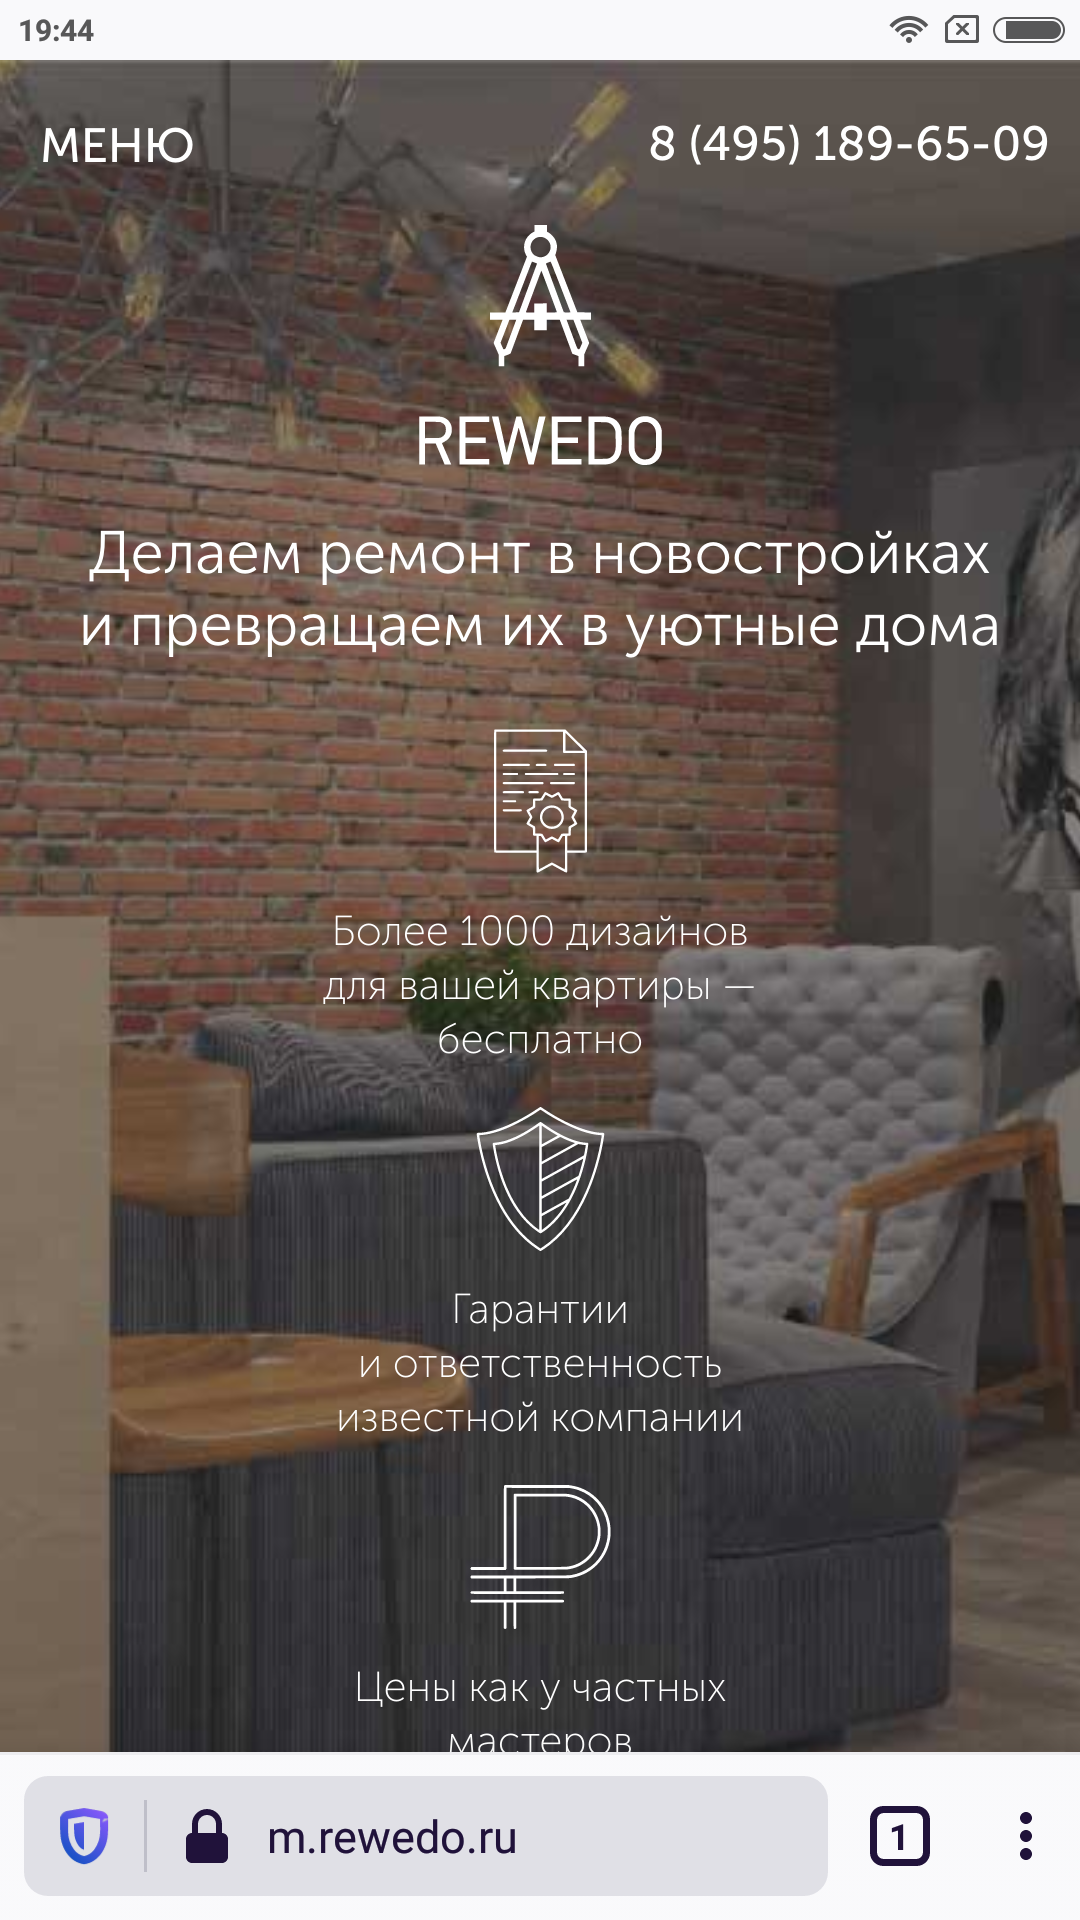 19:44
МЕНЮ
8 (495) 189-65-09
REWEDO
Делаем ремонт в новостройках
и превращаем их в уютные дома
Более 1000 дизайнов
для вашей квартиры —
бесплатно
Гарантии
и ответственность
известной компании
Цены как у частных
мастеров
m.rewedo.ru
1